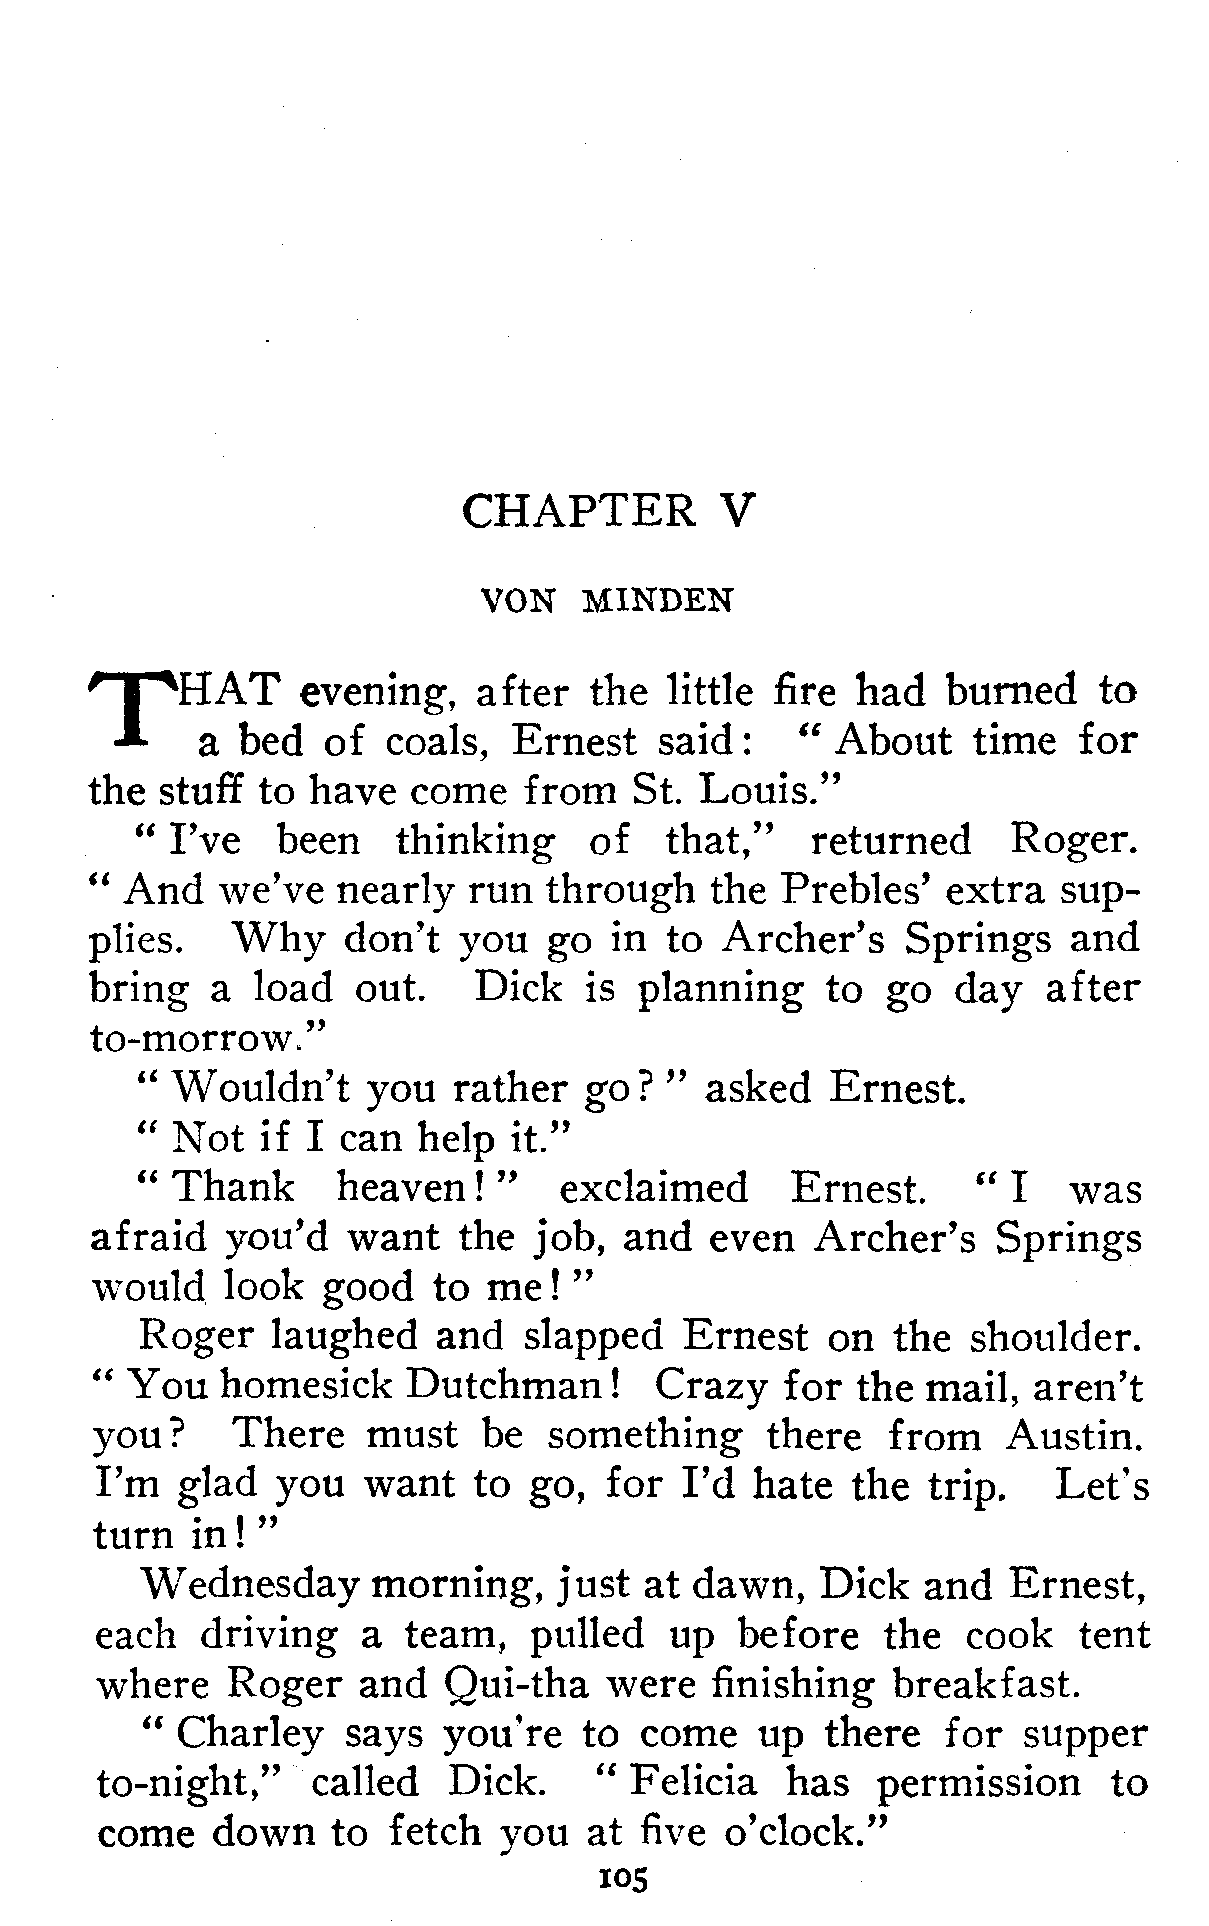 CHAPTER V
VON MINDEN
THAT evening, after the little fire had burned to
a bed of coals, Ernest said: " About time for
the stuff to have come from St. Louis."
" I've been thinking of that," returned Roger.
" And we've nearly run through the Prebles' extra sup-
plies. Why don't you go in to Archer's Springs and
bring a load out. Dick is planning to go day after
to-morrow."
" Wouldn't you rather go? " asked Ernest.
" Not if I can help it."
" Thank heaven! " exclaimed Ernest. " I was
afraid you'd want the job, and even Archer's Springs
would look good to me! "
Roger laughed and slapped Ernest on the shoulder.
" You homesick Dutchman! Crazy for the mail, aren't
you? There must be something there from Austin.
I'm glad you want to go, for I'd hate the trip. Let's
turn in! "
Wednesday morning, just at dawn, Dick and Ernest,
each driving a team, pulled up before the cook tent
where Roger and Qui-tha were finishing breakfast.
" Charley says you're to come up there for supper
to-night," called Dick. " Felicia has permission to
come down to fetch you at five o'clock."
105